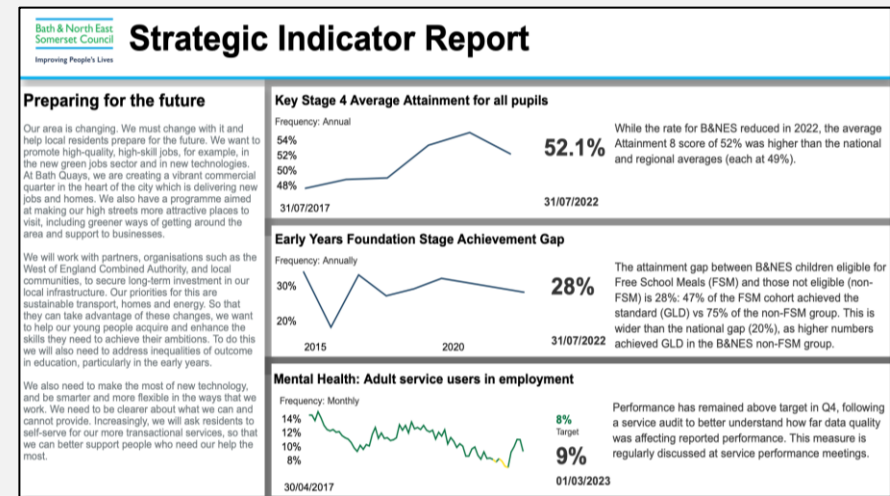 Bath & North East
Somerset Council
Improving People's Lives
Strategic Indicator Report
Preparing for the future
Our area is changing. We must change with it and
help local residents prepare for the future. We want to
promote high-quality, high-skill jobs, for example, in
the new green jobs sector and in new technologies.
At Bath Quays, we are creating a vibrant commercial
quarter in the heart of the city which is delivering new
jobs and homes. We also have a programme aimed
at making our high streets more attractive places to
visit, including greener ways of getting around the
area and support to businesses.
We will work with partners, organisations such as the
West of England Combined Authority, and local
communities, to secure long-term investment in our
local infrastructure. Our priorities for this are
sustainable transport, homes and energy. So that
they can take advantage of these changes, we want
to help our young people acquire and enhance the
skills they need to achieve their ambitions. To do this
we will also need to address inequalities of outcome
in education, particularly in the early years.
We also need to make the most of new technology,
and be smarter and more flexible in the ways that we
work. We need to be clearer about what we can and
cannot provide. Increasingly, we will ask residents to
self-serve for our more transactional services, so that
we can better support people who need our help the
most.
Key Stage 4 Average Attainment for all pupils
Frequency: Annual
54%
52%
50%
48%
31/07/2017
52.1%
31/07/2022
While the rate for B&NES reduced in 2022, the average
Attainment 8 score of 52% was higher than the national
and regional averages (each at 49%).
Early Years Foundation Stage Achievement Gap
Frequency: Annually
30%
20%
2015
2020
28%
31/07/2022
The attainment gap between B&NES children eligible for
Free School Meals (FSM) and those not eligible (non-
FSM) is 28%: 47% of the FSM cohort achieved the
standard (GLD) vs 75% of the non-FSM group. This is
wider than the national gap (20%), as higher numbers
achieved GLD in the B&NES non-FSM group.
Mental Health: Adult service users in employment
Frequency: Monthly
14%
12%
10%
8%
30/04/2017
8%
Target
9%
01/03/2023
Performance has remained above target in Q4, following
a service audit to better understand how far data quality
was affecting reported performance. This measure is
regularly discussed at service performance meetings.